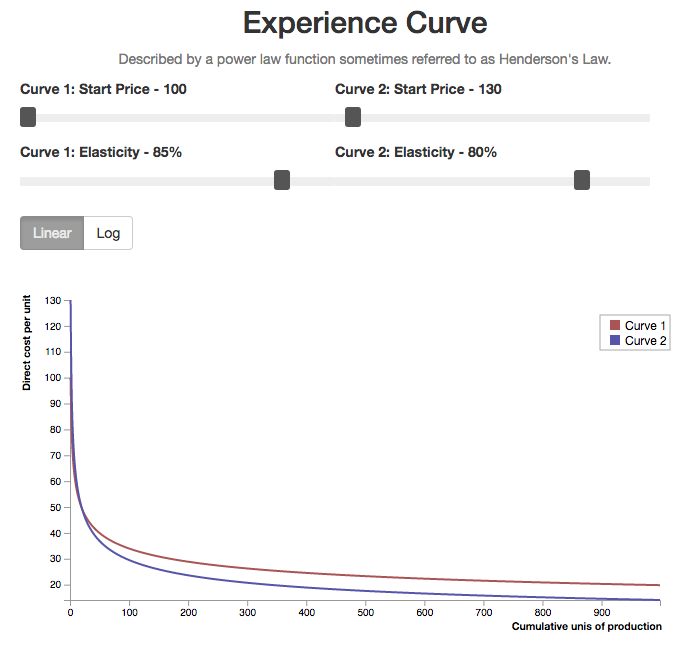 Experience Curve
Described by a power law function sometimes referred to as Henderson's Law.
Curve 1: Start Price - 100
Curve 2: Start Price - 130
Curve 1: Elasticity - 85%
Curve 2: Elasticity - 80%
Linear
Log
Direct cost per unit
130
120
110
100
90
80
70
60
50
40
30
20
Curve 1
Curve 2
0 100 200 300 400 500 600 700 800 900
Cumulative unis of production